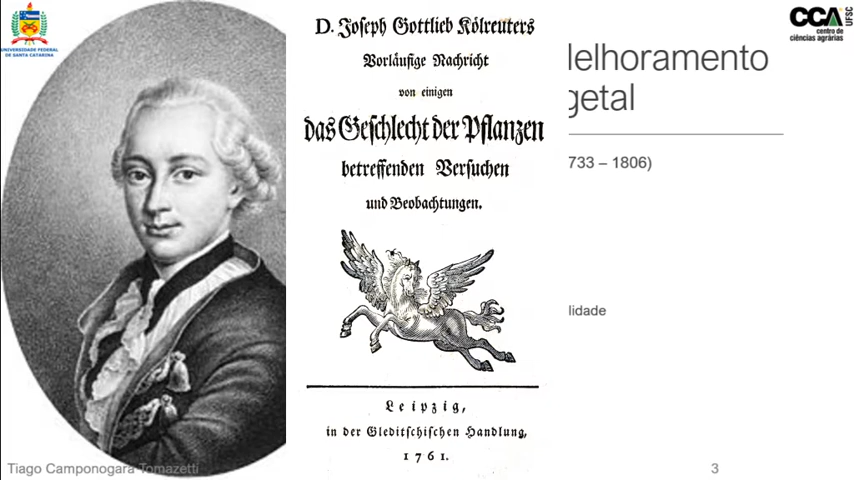 UNIVERSIDADE FEDERAL
DE SANTA CATARINA
D. Joseph Gottlieb Kölreuters
Vorläufige Nachricht
von einigen
das Geschlecht der Pflanzen
betreffenden Versuchen
und Beobachtungen.
Leipzig,
in der Gleditschischen Handlung,
1761.
CCA
UFSC
centro de
ciências agrárias
lelhoramento
getal
733 – 1806)
lidade
Tiago Camponogara Tomazetti
3